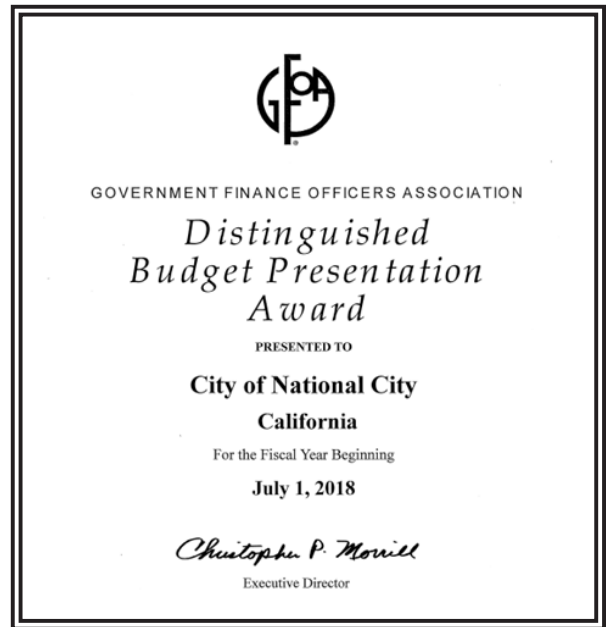 GFOA
GOVERNMENT FINANCE OFFICERS ASSOCIATION
Distinguished
Budget Presentation
Award
PRESENTED TO
City of National City
California
For the Fiscal Year Beginning
July 1, 2018
Christopher P. Morrill
Executive Director